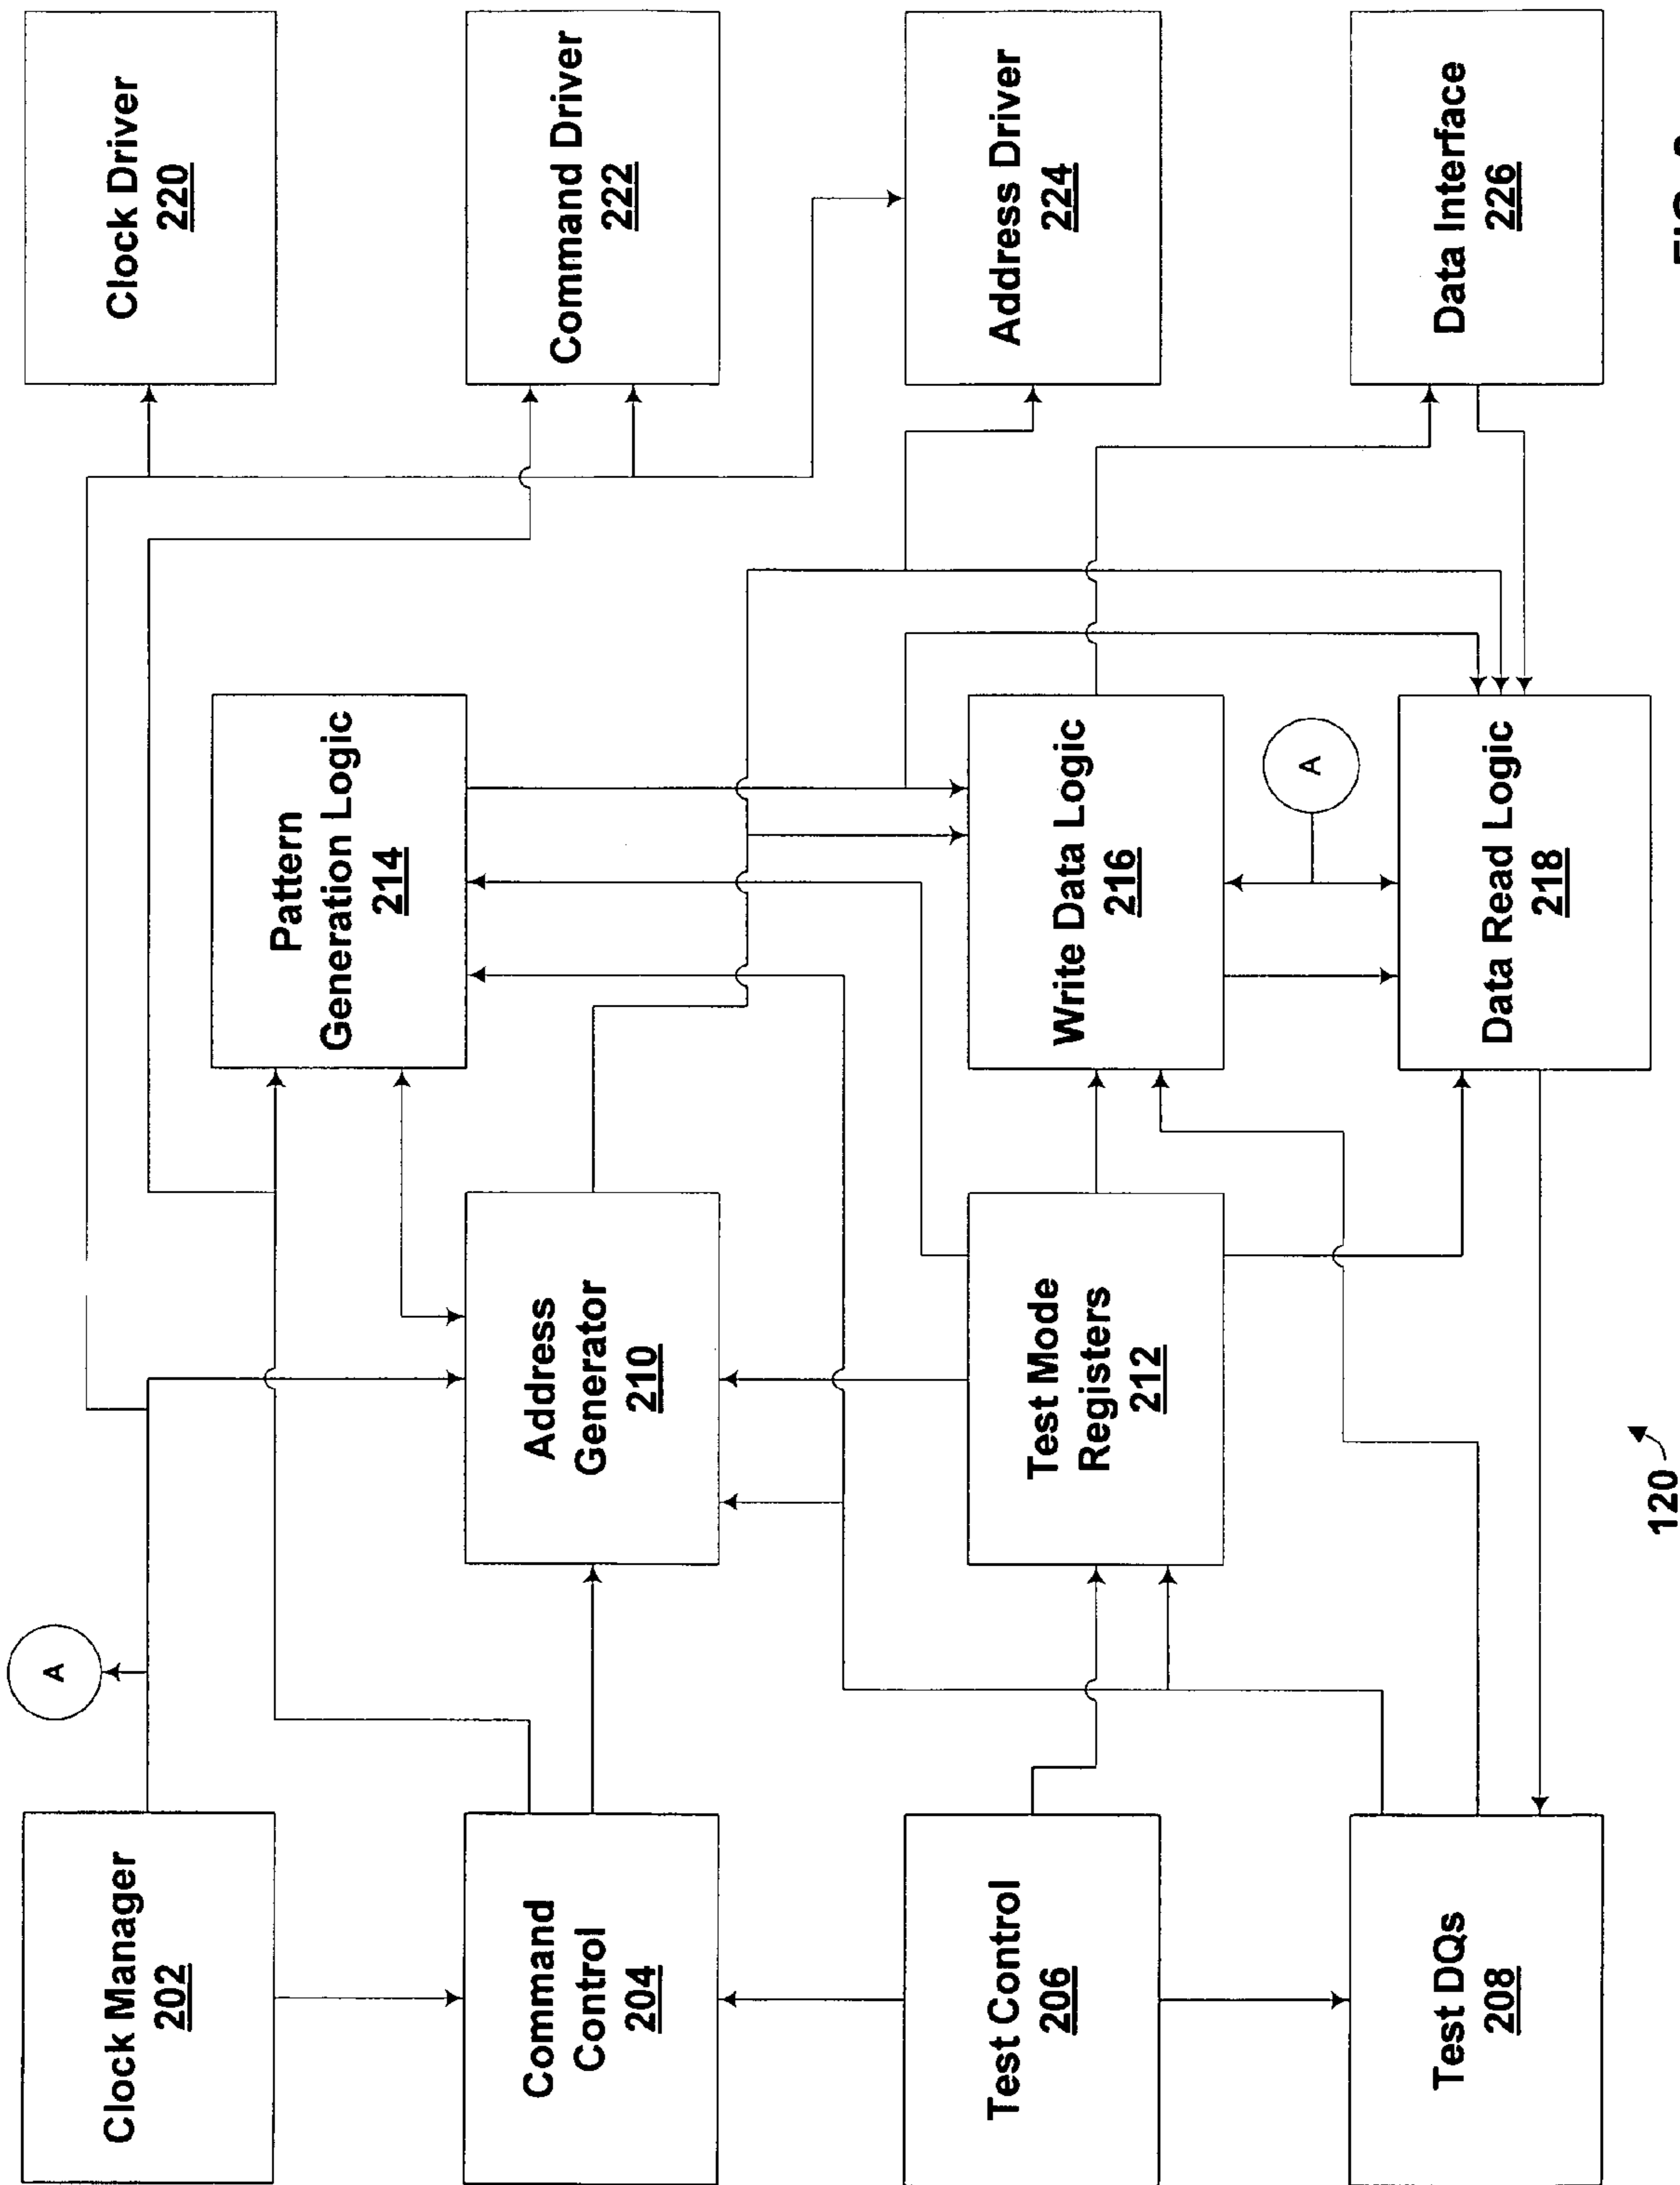 Clock Manager
202
Command
Control
204
Test Control
206
Test DQs
208
A
Address
Generator
210
Test Mode
Registers
212
Pattern
Generation Logic
214
Write Data Logic
216
A
Data Read Logic
218
Clock Driver
220
Command Driver
222
Address Driver
224
Data Interface
226
120